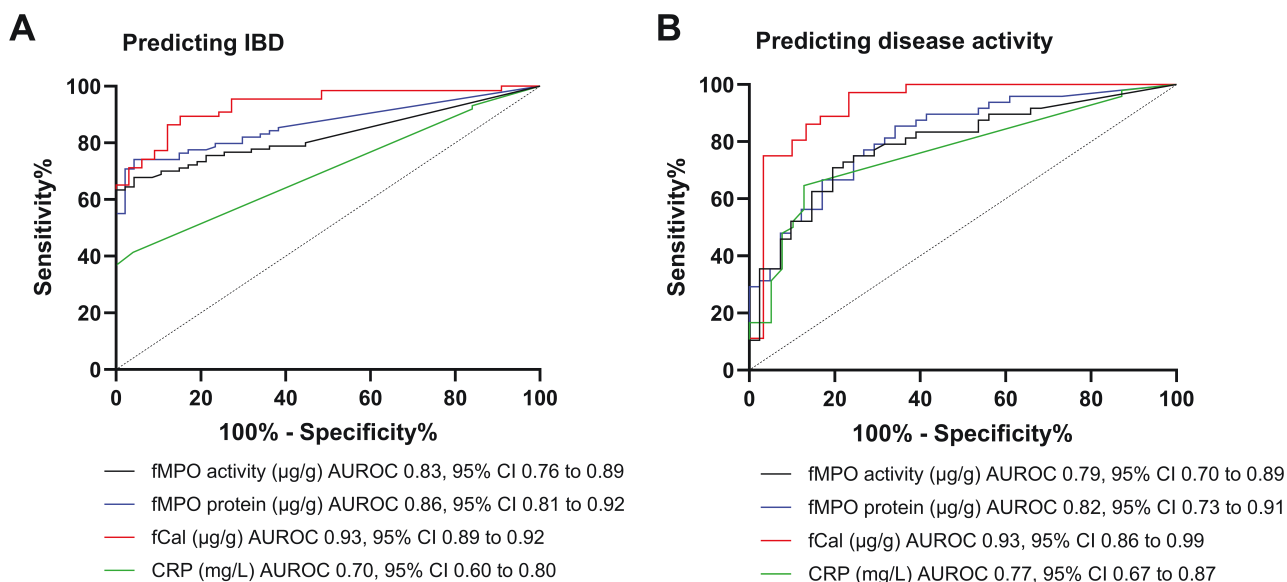 A
Predicting IBD
100
80
60
40
20
0
Sensitivity%
0 20 40 60 80 100
100% - Specificity%
fMPO activity (µg/g) AUROC 0.83, 95% CI 0.76 to 0.89
fMPO protein (µg/g) AUROC 0.86, 95% CI 0.81 to 0.92
fCal (µg/g) AUROC 0.93, 95% CI 0.89 to 0.92
CRP (mg/L) AUROC 0.70, 95% CI 0.60 to 0.80
B
Predicting disease activity
100
80
60
40
20
0
Sensitivity%
0 20 40 60 80 100
100% - Specificity%
fMPO activity (µg/g) AUROC 0.79, 95% CI 0.70 to 0.89
fMPO protein (µg/g) AUROC 0.82, 95% CI 0.73 to 0.91
fCal (µg/g) AUROC 0.93, 95% CI 0.86 to 0.99
CRP (mg/L) AUROC 0.77, 95% CI 0.67 to 0.87